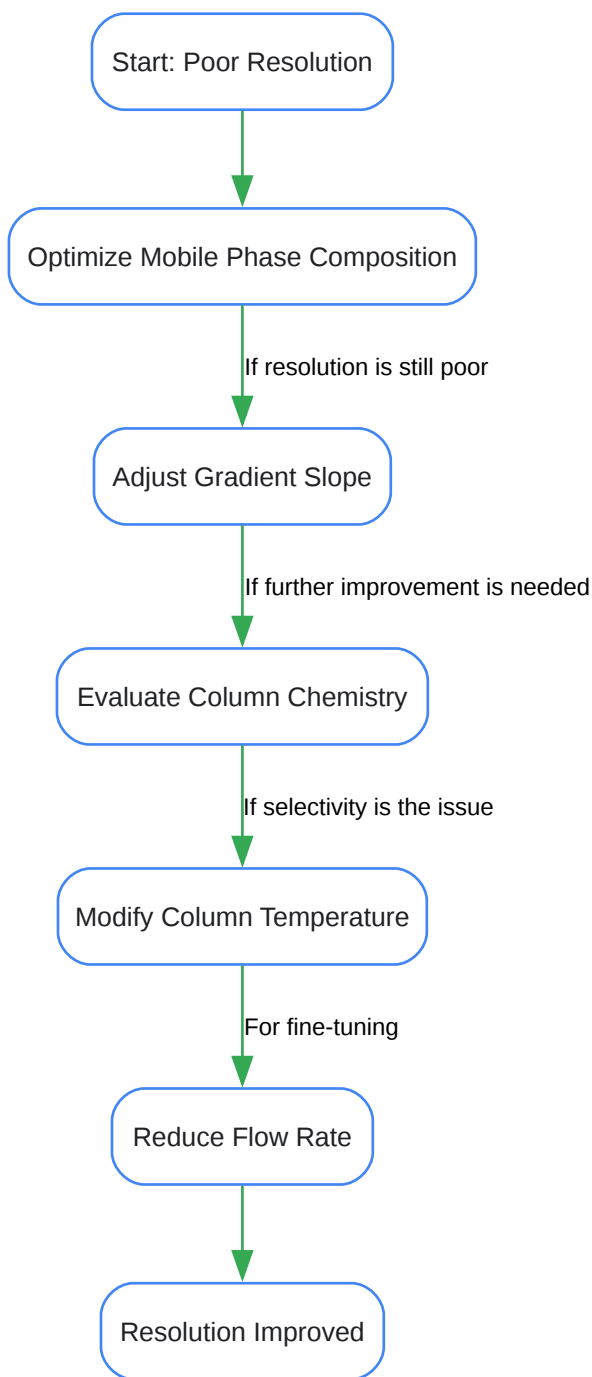 Start: Poor Resolution
Optimize Mobile Phase Composition
If resolution is still poor
Adjust Gradient Slope
If further improvement is needed
Evaluate Column Chemistry
If selectivity is the issue
Modify Column Temperature
For fine-tuning
Reduce Flow Rate
Resolution Improved